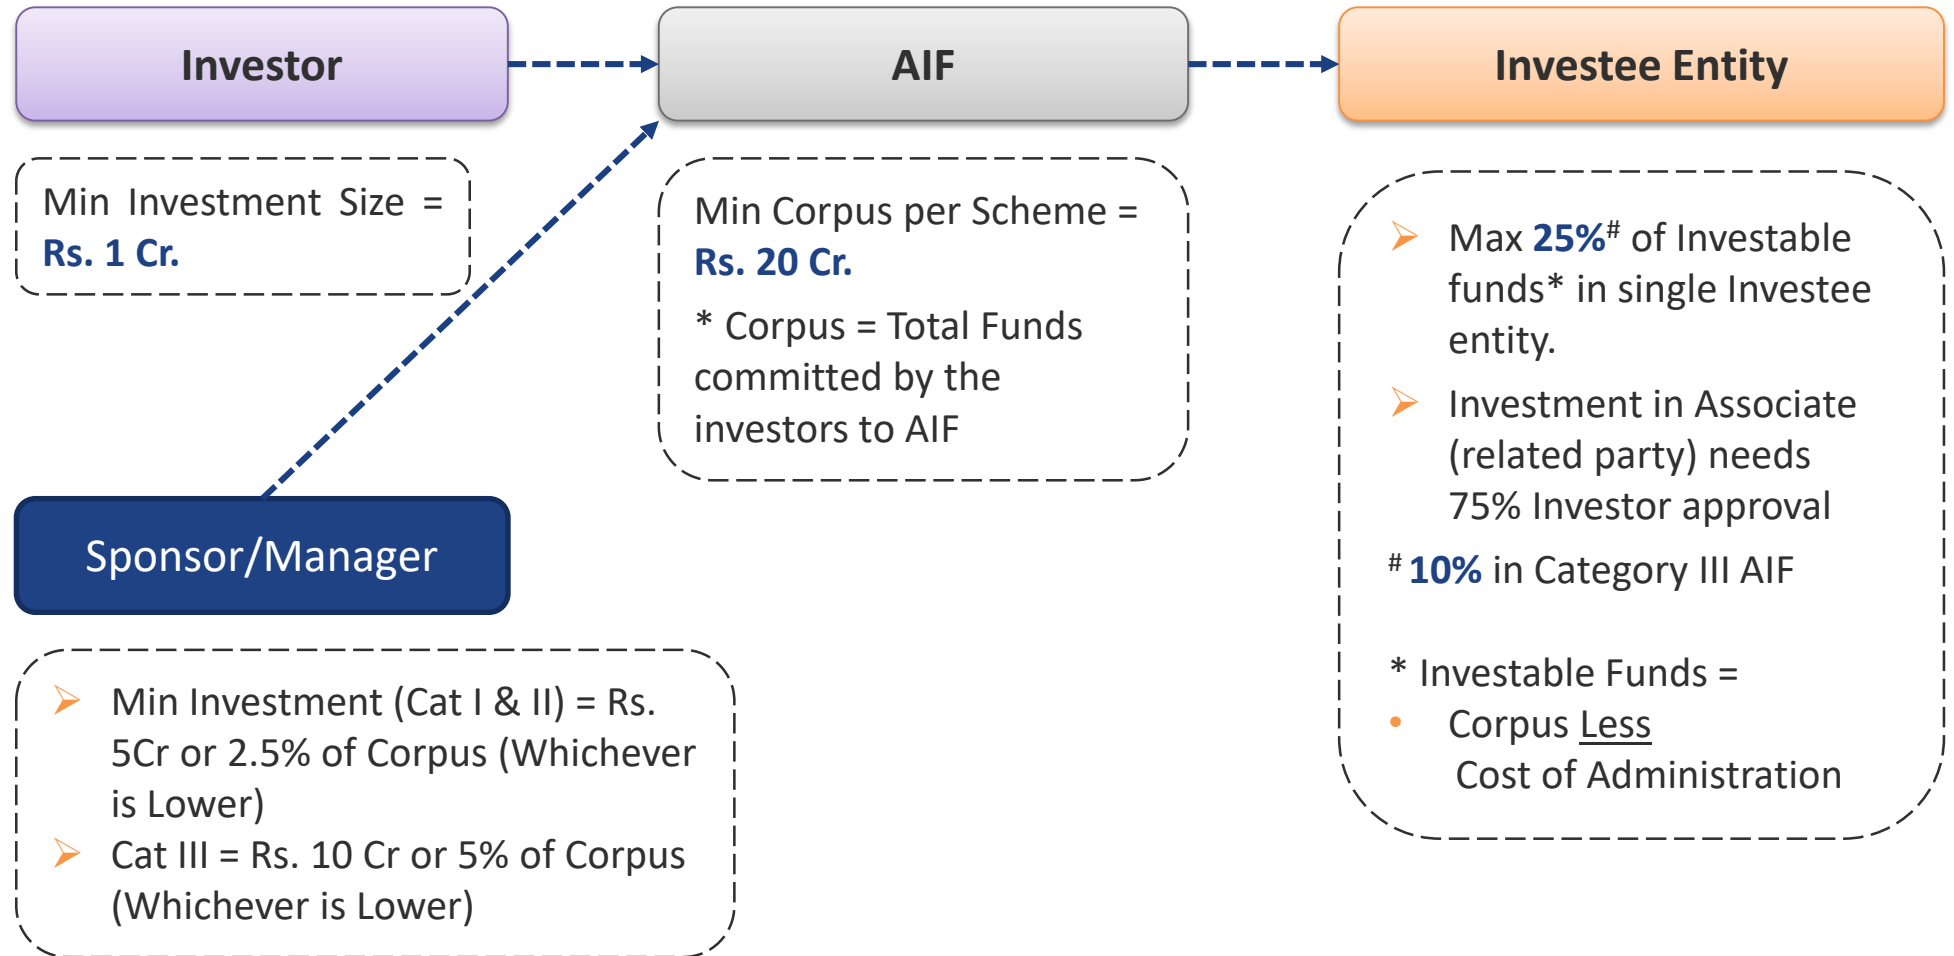 Investor
AIF
Investee Entity
Min Investment Size =
Rs. 1 Cr.
Min Corpus per Scheme =
Rs. 20 Cr.
* Corpus = Total Funds
committed by the
investors to AIF
➢ Max 25%# of Investable
funds* in single Investee
entity.
➢ Investment in Associate
(related party) needs
75% Investor approval
# 10% in Category III AIF
* Investable Funds =
• Corpus Less
Cost of Administration
Sponsor/Manager
➢ Min Investment (Cat I & II) = Rs.
5Cr or 2.5% of Corpus (Whichever
is Lower)
➢ Cat III = Rs. 10 Cr or 5% of Corpus
(Whichever is Lower)